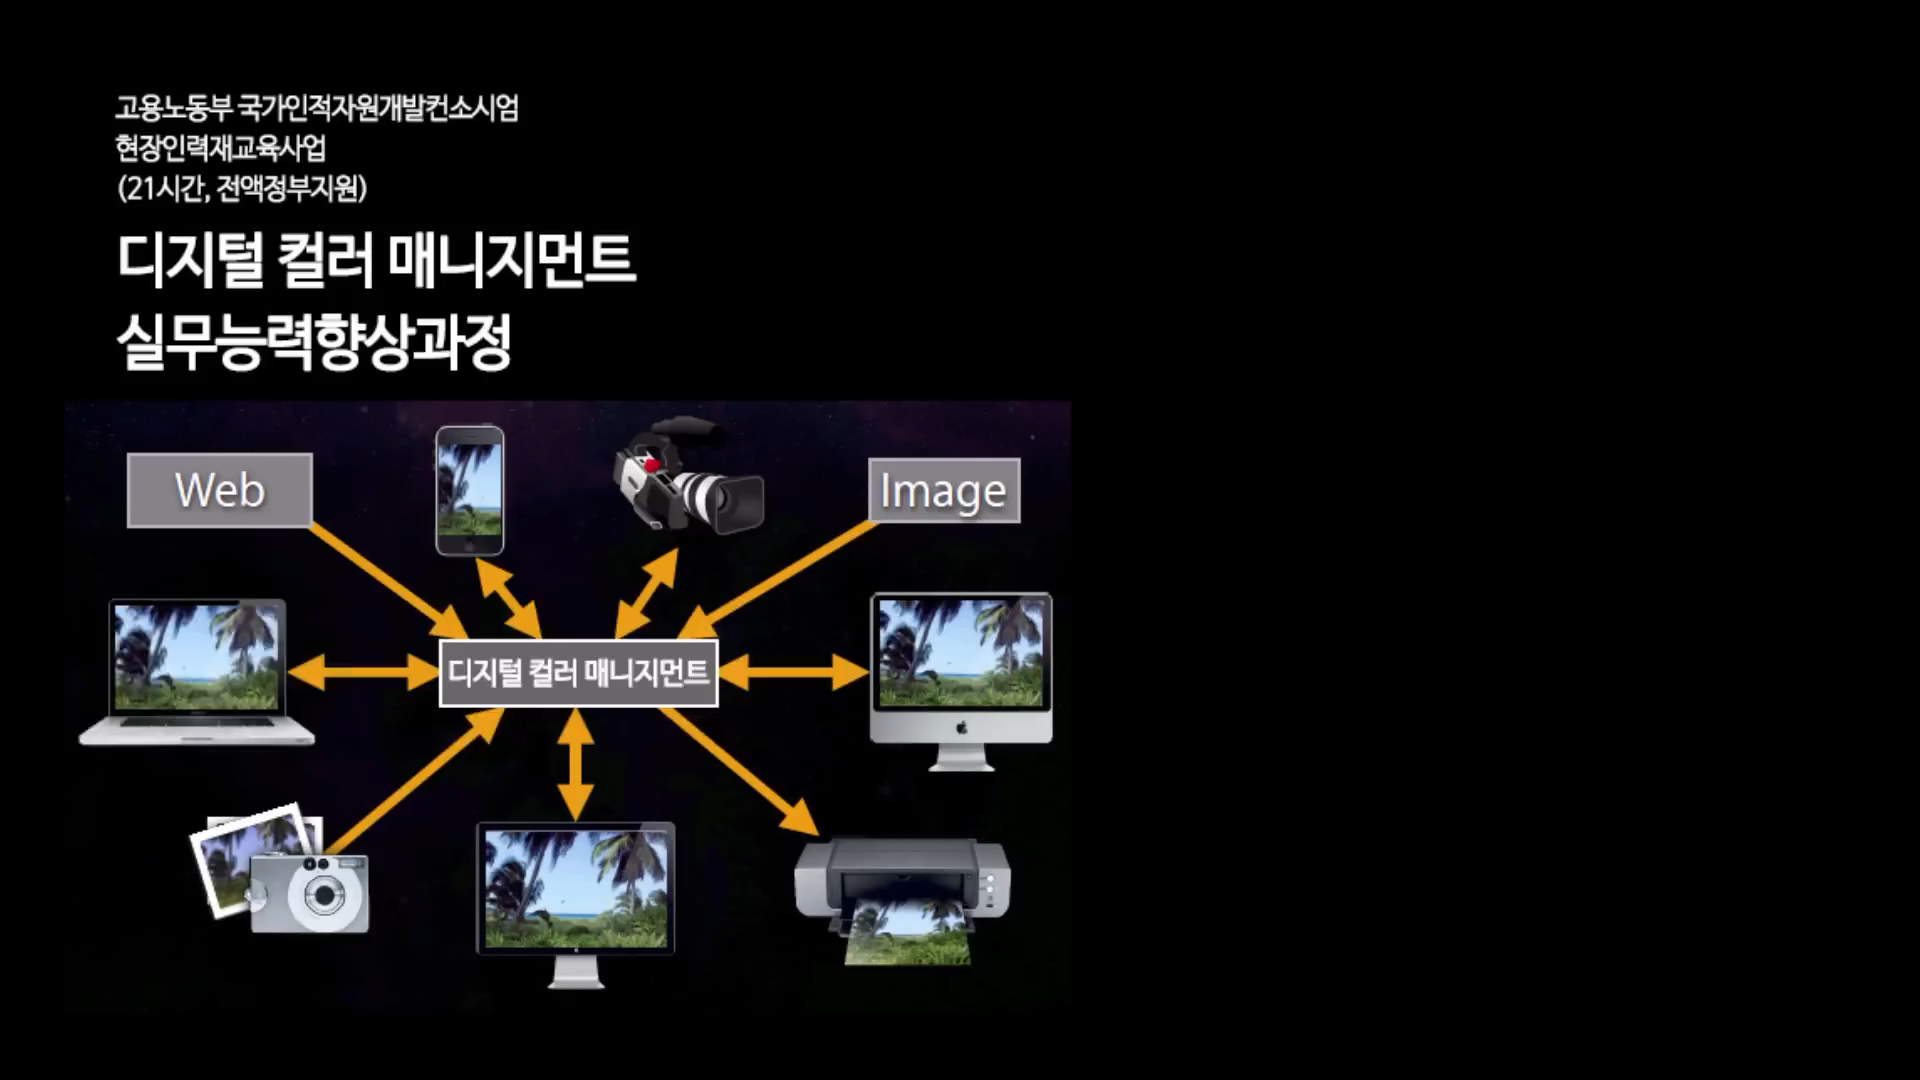 고용노동부 국가인적자원개발컨소시엄
현장인력재교육사업
(21시간, 전액정부지원)
디지털 컬러 매니지먼트
실무능력향상과정
Web
Image
디지털 컬러 매니지먼트